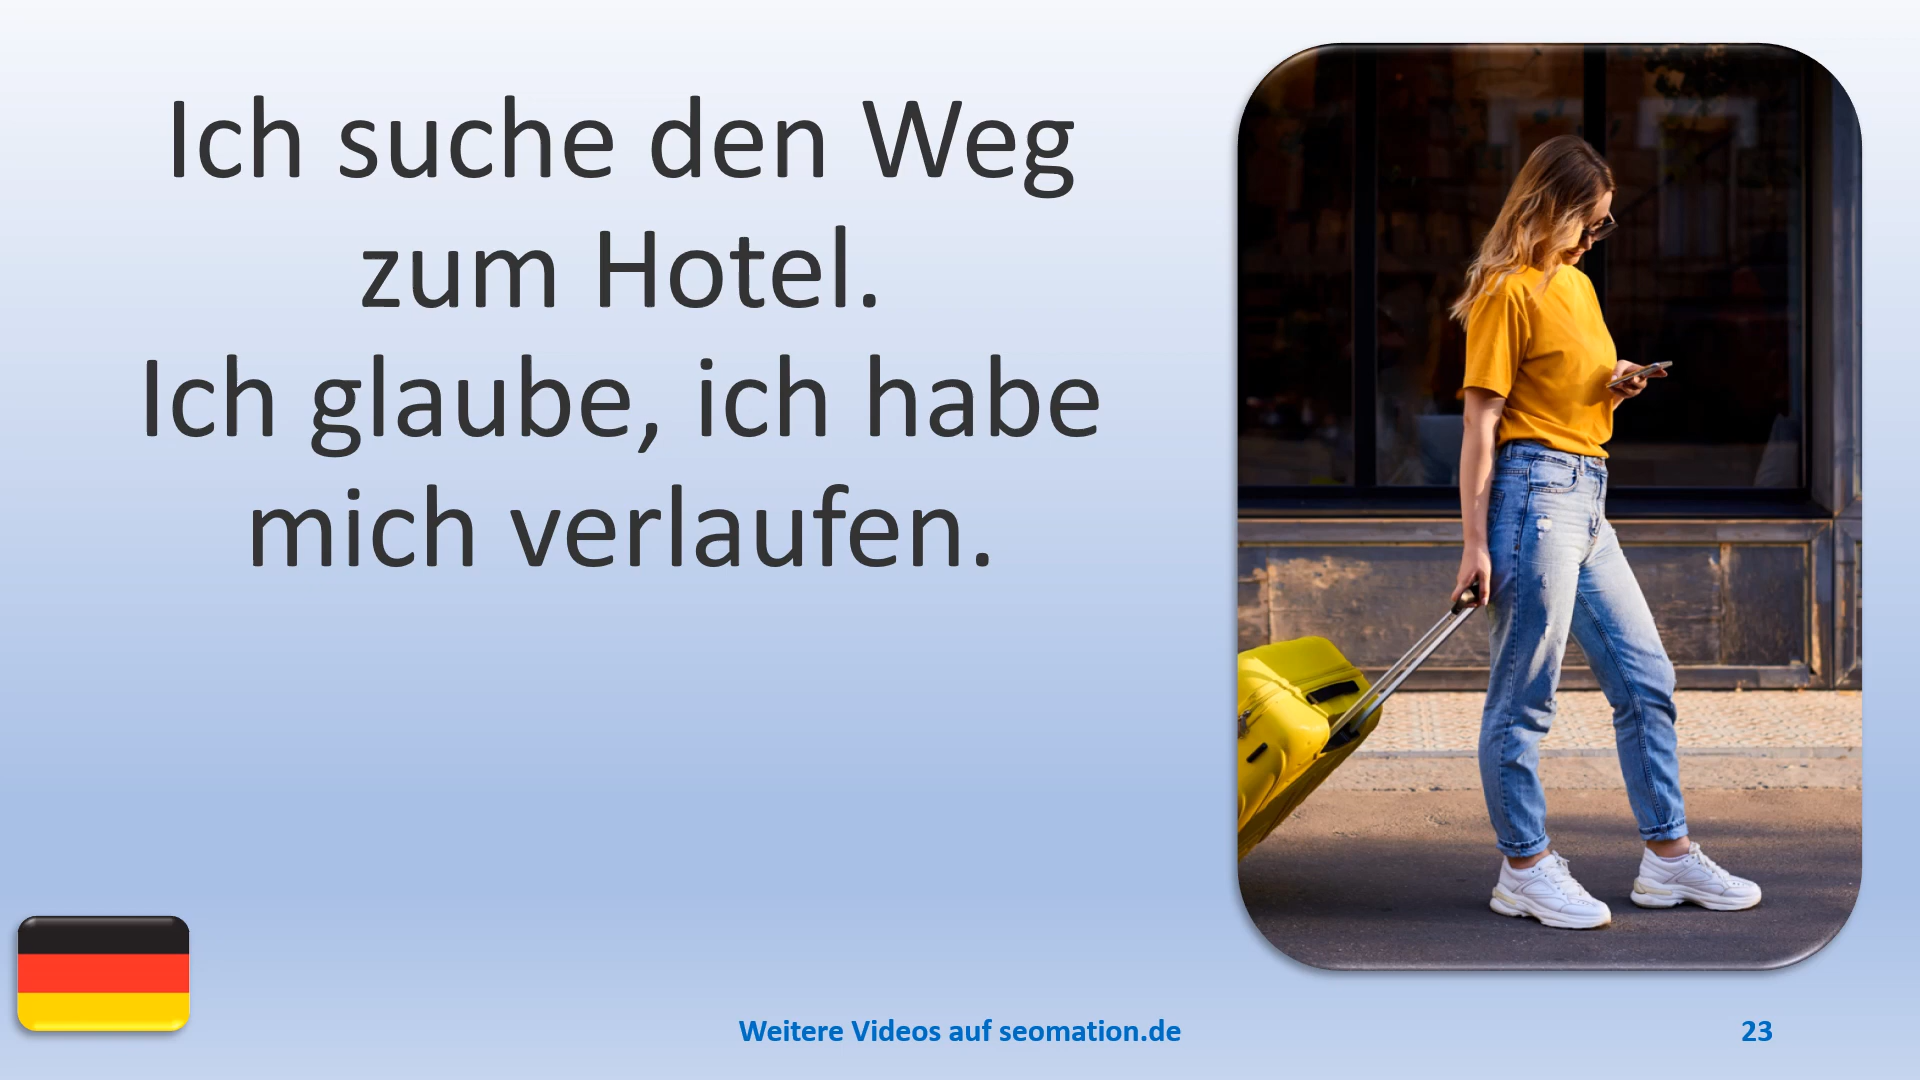 Ich suche den Weg
zum Hotel.
Ich glaube, ich habe
mich verlaufen.
Weitere Videos auf seomation.de
23